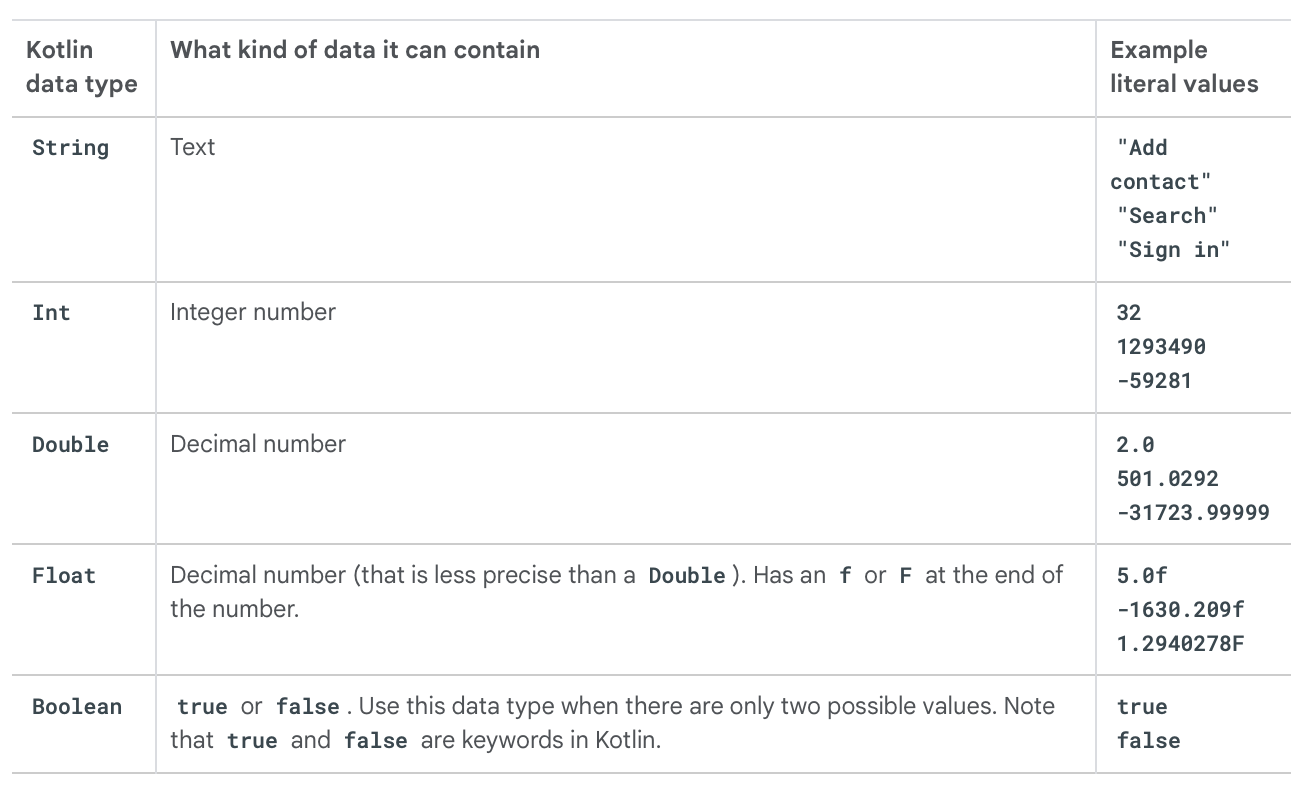 Kotlin
data type
What kind of data it can contain
Example
literal values
String
Text
"Add
contact"
"Search"
"Sign in"
Int
Integer number
32
1293490
-59281
Double
Decimal number
2.0
501.0292
-31723.99999
Float
Decimal number (that is less precise than a Double). Has an f or F at the end of
the number.
5.0f
-1630.209f
1.2940278F
Boolean
true or false. Use this data type when there are only two possible values. Note
that true and false are keywords in Kotlin.
true
false